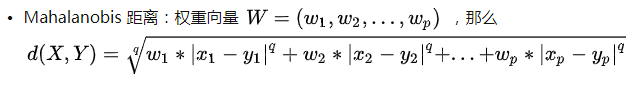 • Mahalanobis 距离：权重向量 W = (w₁, w₂, . . . , wₚ) ，那么
d(X, Y) = \sqrt[q]{w₁ * |x₁ − y₁|^q + w₂ * |x₂ − y₂|^q + . . . + wₚ * |xₚ − yₚ|^q}